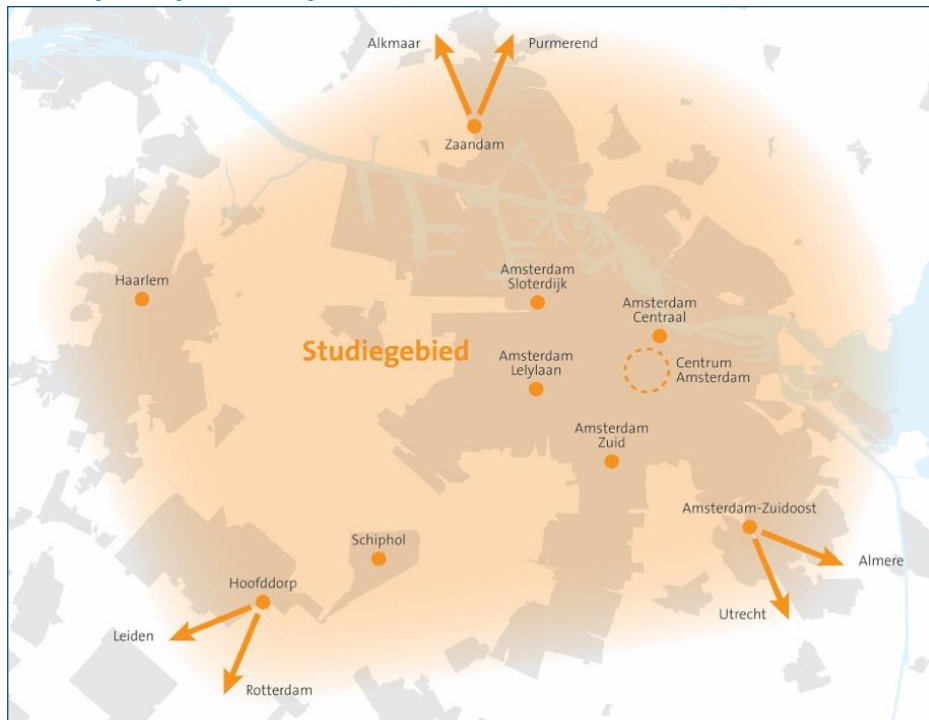 Alkmaar
Purmerend
Zaandam
Haarlem
Amsterdam
Sloterdijk
Amsterdam
Centraal
Studiegebied
Amsterdam
Lelylaan
Centrum
Amsterdam
Amsterdam
Zuid
Amsterdam-Zuidoost
Schiphol
Almere
Hoofddorp
Utrecht
Leiden
Rotterdam